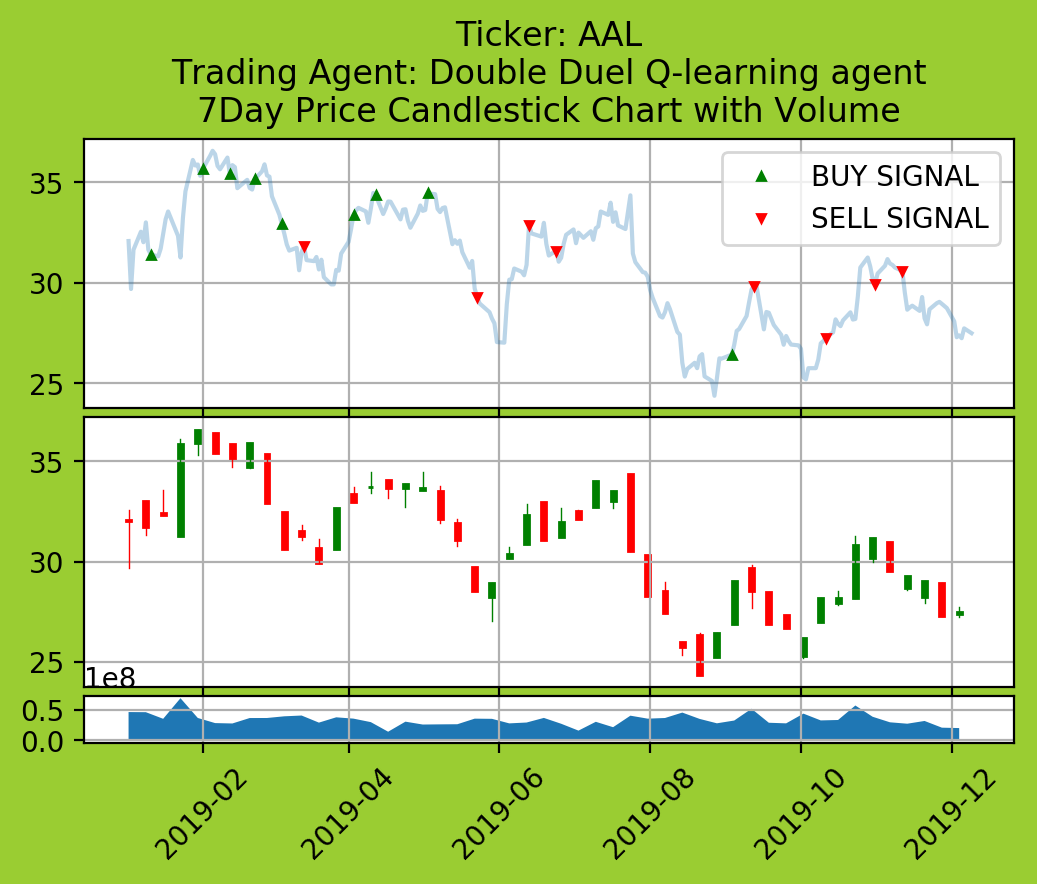 Ticker: AAL
Trading Agent: Double Duel Q-learning agent
7Day Price Candlestick Chart with Volume
BUY SIGNAL
SELL SIGNAL
35
30
25
35
30
25
1e8
0.5
0.0
2019-02
2019-04
2019-06
2019-08
2019-10
2019-12